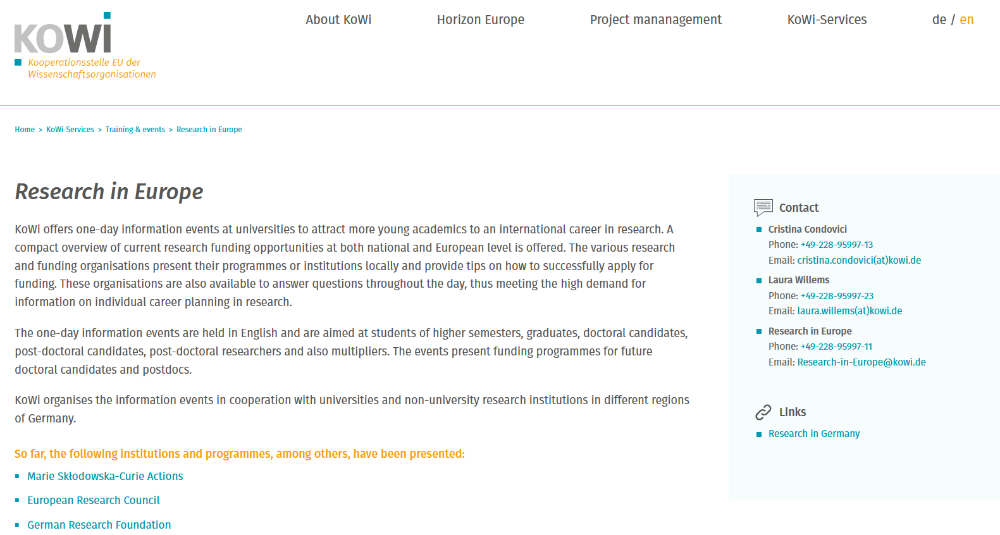 KOWi
Kooperationsstelle EU der
Wissenschaftsorganisationen
About KoWi
Horizon Europe
Project mananagement
KoWi-Services
de / en
Home > KoWi-Services > Training & events > Research in Europe
Research in Europe
KoWi offers one-day information events at universities to attract more young academics to an international career in research. A
compact overview of current research funding opportunities at both national and European level is offered. The various research
and funding organisations present their programmes or institutions locally and provide tips on how to successfully apply for
funding. These organisations are also available to answer questions throughout the day, thus meeting the high demand for
information on individual career planning in research.
The one-day information events are held in English and are aimed at students of higher semesters, graduates, doctoral candidates,
post-doctoral candidates, post-doctoral researchers and also multipliers. The events present funding programmes for future
doctoral candidates and postdocs.
KoWi organises the information events in cooperation with universities and non-university research institutions in different regions
of Germany.
So far, the following institutions and programmes, among others, have been presented:
Marie Skłodowska-Curie Actions
European Research Council
German Research Foundation
Contact
Cristina Condovici
Phone: +49-228-95997-13
Email: cristina.condovici(at)kowi.de
Laura Willems
Phone: +49-228-95997-23
Email: laura.willems(at)kowi.de
Research in Europe
Phone: +49-228-95997-11
Email: Research-in-Europe@kowi.de
Links
Research in Germany